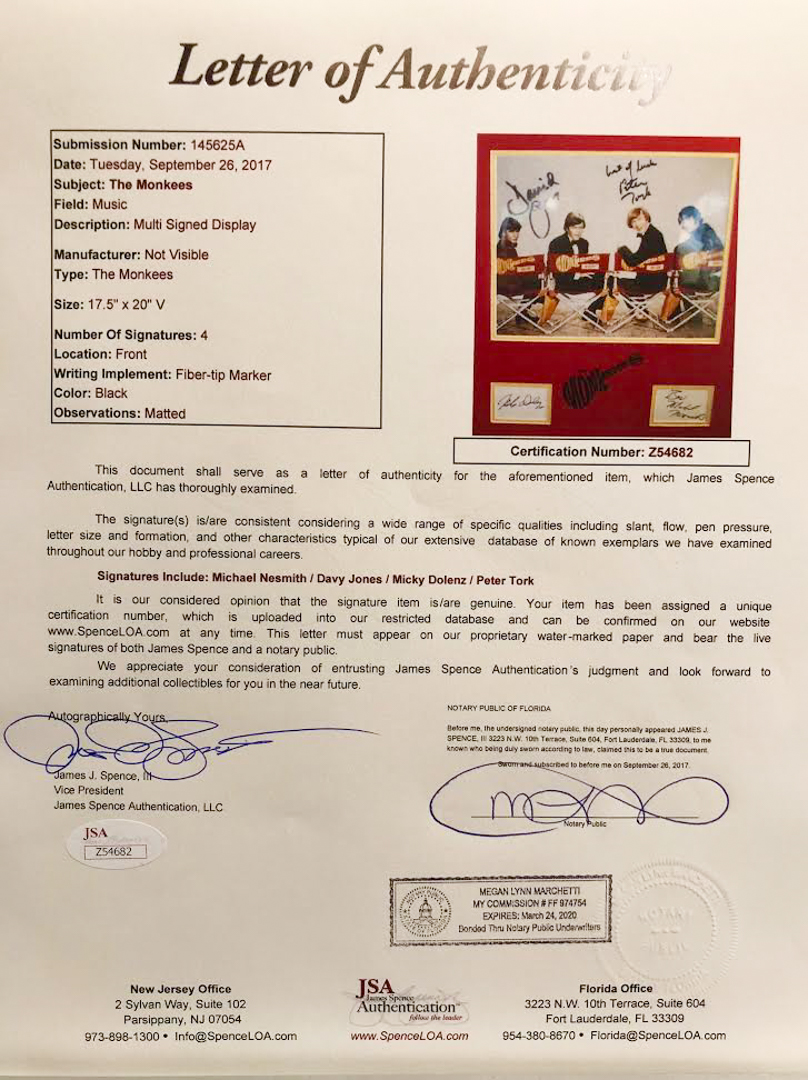 Letter of Authenticity
Submission Number: 145625A
Date: Tuesday, September 26, 2017
Subject: The Monkees
Field: Music
Description: Multi Signed Display
Manufacturer: Not Visible
Type: The Monkees
Size: 17.5" x 20" V
Number Of Signatures: 4
Location: Front
Writing Implement: Fiber-tip Marker
Color: Black
Observations: Matted
David
Peter
Tork
MONKEES
Certification Number: Z54682
This document shall serve as a letter of authenticity for the aforementioned item, which James Spence
Authentication, LLC has thoroughly examined.
The signature(s) is/are consistent considering a wide range of specific qualities including slant, flow, pen pressure,
letter size and formation, and other characteristics typical of our extensive database of known exemplars we have examined
throughout our hobby and professional careers.
Signatures Include: Michael Nesmith / Davy Jones / Micky Dolenz / Peter Tork
It is our considered opinion that the signature item is/are genuine. Your item has been assigned a unique
certification number, which is uploaded into our restricted database and can be confirmed on our website
www.SpenceLOA.com at any time. This letter must appear on our proprietary water-marked paper and bear the live
signatures of both James Spence and a notary public.
We appreciate your consideration of entrusting James Spence Authentication's judgment and look forward to
examining additional collectibles for you in the near future.
Autographically Yours,
James J. Spence, III
Vice President
James Spence Authentication, LLC
JSA
Z54682
NOTARY PUBLIC OF FLORIDA
Before me, the undersigned notary public, this day personally appeared JAMES J.
SPENCE, III 3223 N.W. 10th Terrace, Suite 604, Fort Lauderdale, FL 33309, to me
known who being duly sworn according to law, claimed this to be a true document.
Sworn and subscribed to before me on September 26, 2017.
Notary Public
MEGAN LYNN MARCHETTI
MY COMMISSION # FF 974754
EXPIRES: March 24, 2020
Bonded Thru Notary Public Underwriters
NOTARY
PUBLIC
New Jersey Office
2 Sylvan Way, Suite 102
Parsippany, NJ 07054
973-898-1300 • Info@SpenceLOA.com
JSA
James Spence
Authentication
follow the leader
www.SpenceLOA.com
Florida Office
3223 N.W. 10th Terrace, Suite 604
Fort Lauderdale, FL 33309
954-380-8670 • Florida@SpenceLOA.com